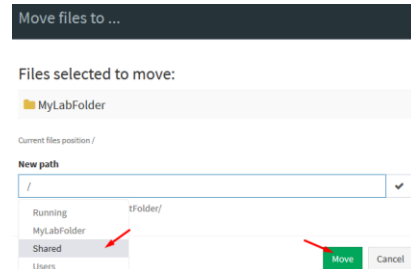 Move files to ...
Files selected to move:
MyLabFolder
Current files position /
New path
/
Running
tFolder/
MyLabFolder
Shared
Users
Move Cancel